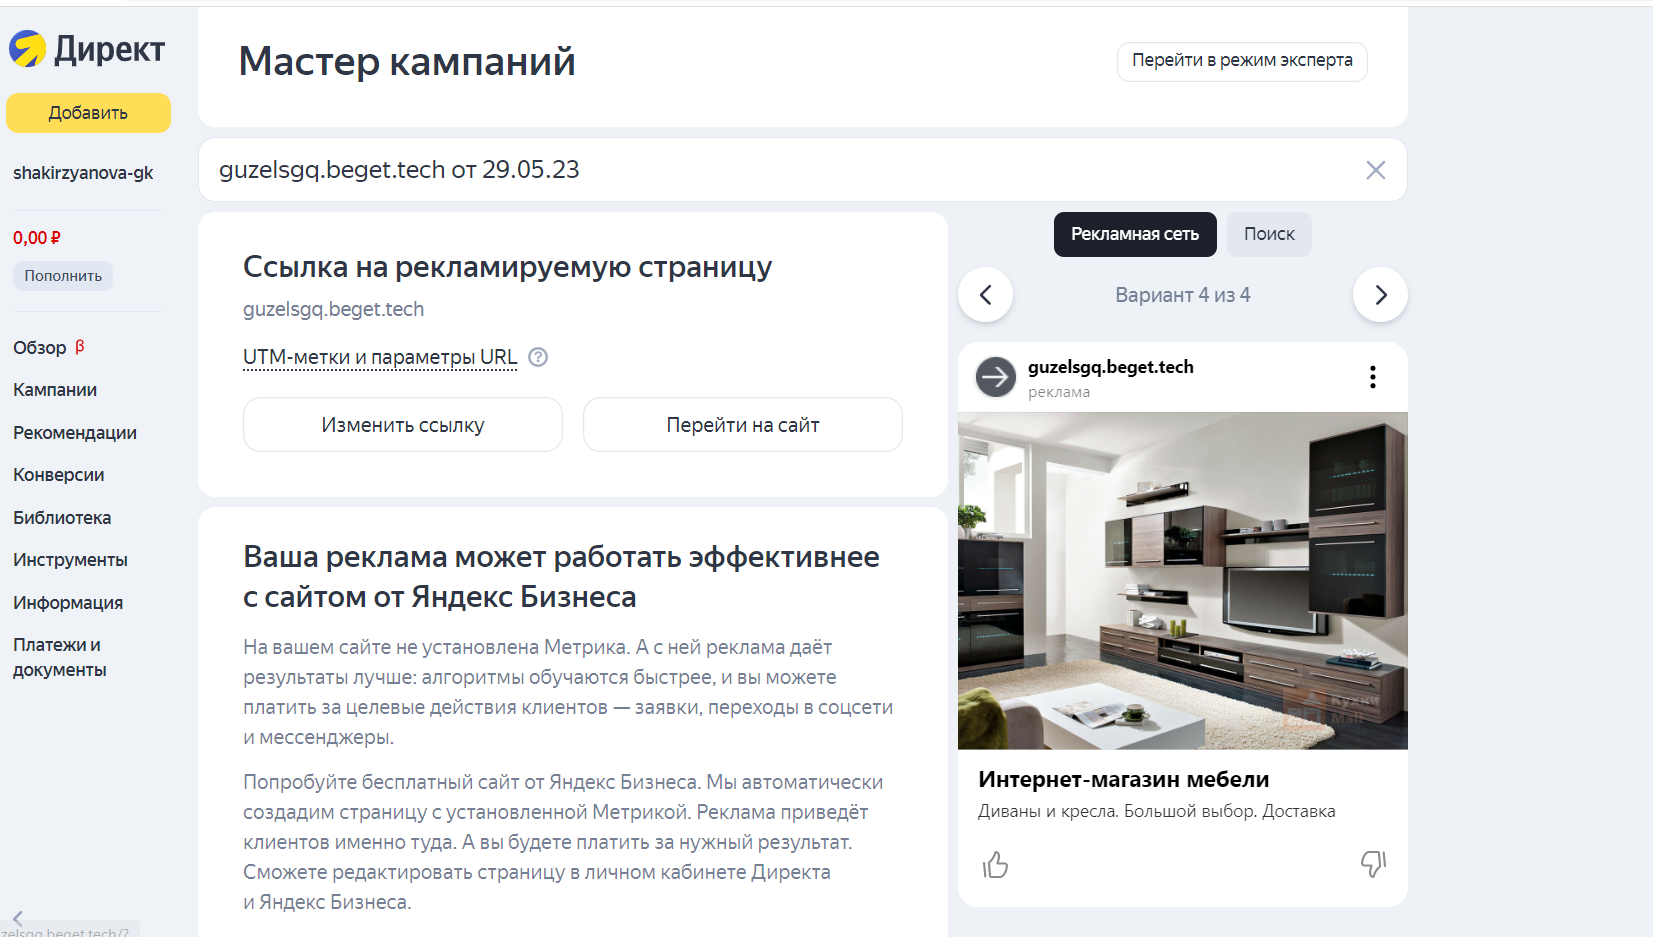 Директ
Добавить
shakirzyanova-gk
0,00 ₽
Пополнить
Обзор β
Кампании
Рекомендации
Конверсии
Библиотека
Инструменты
Информация
Платежи и
документы
Мастер кампаний
Перейти в режим эксперта
guzelsgq.beget.tech от 29.05.23
Ссылка на рекламируемую страницу
guzelsgq.beget.tech
UTM-метки и параметры URL ?
Изменить ссылку
Перейти на сайт
Ваша реклама может работать эффективнее
с сайтом от Яндекс Бизнеса
На вашем сайте не установлена Метрика. А с ней реклама даёт
результаты лучше: алгоритмы обучаются быстрее, и вы можете
платить за целевые действия клиентов — заявки, переходы в соцсети
и мессенджеры.
Попробуйте бесплатный сайт от Яндекс Бизнеса. Мы автоматически
создадим страницу с установленной Метрикой. Реклама приведёт
клиентов именно туда. А вы будете платить за нужный результат.
Сможете редактировать страницу в личном кабинете Директа
и Яндекс Бизнеса.
Рекламная сеть
Поиск
Вариант 4 из 4
guzelsgq.beget.tech
реклама
Кухни
Интернет-магазин мебели
Диваны и кресла. Большой выбор. Доставка
zelsgq.beget.tech/?